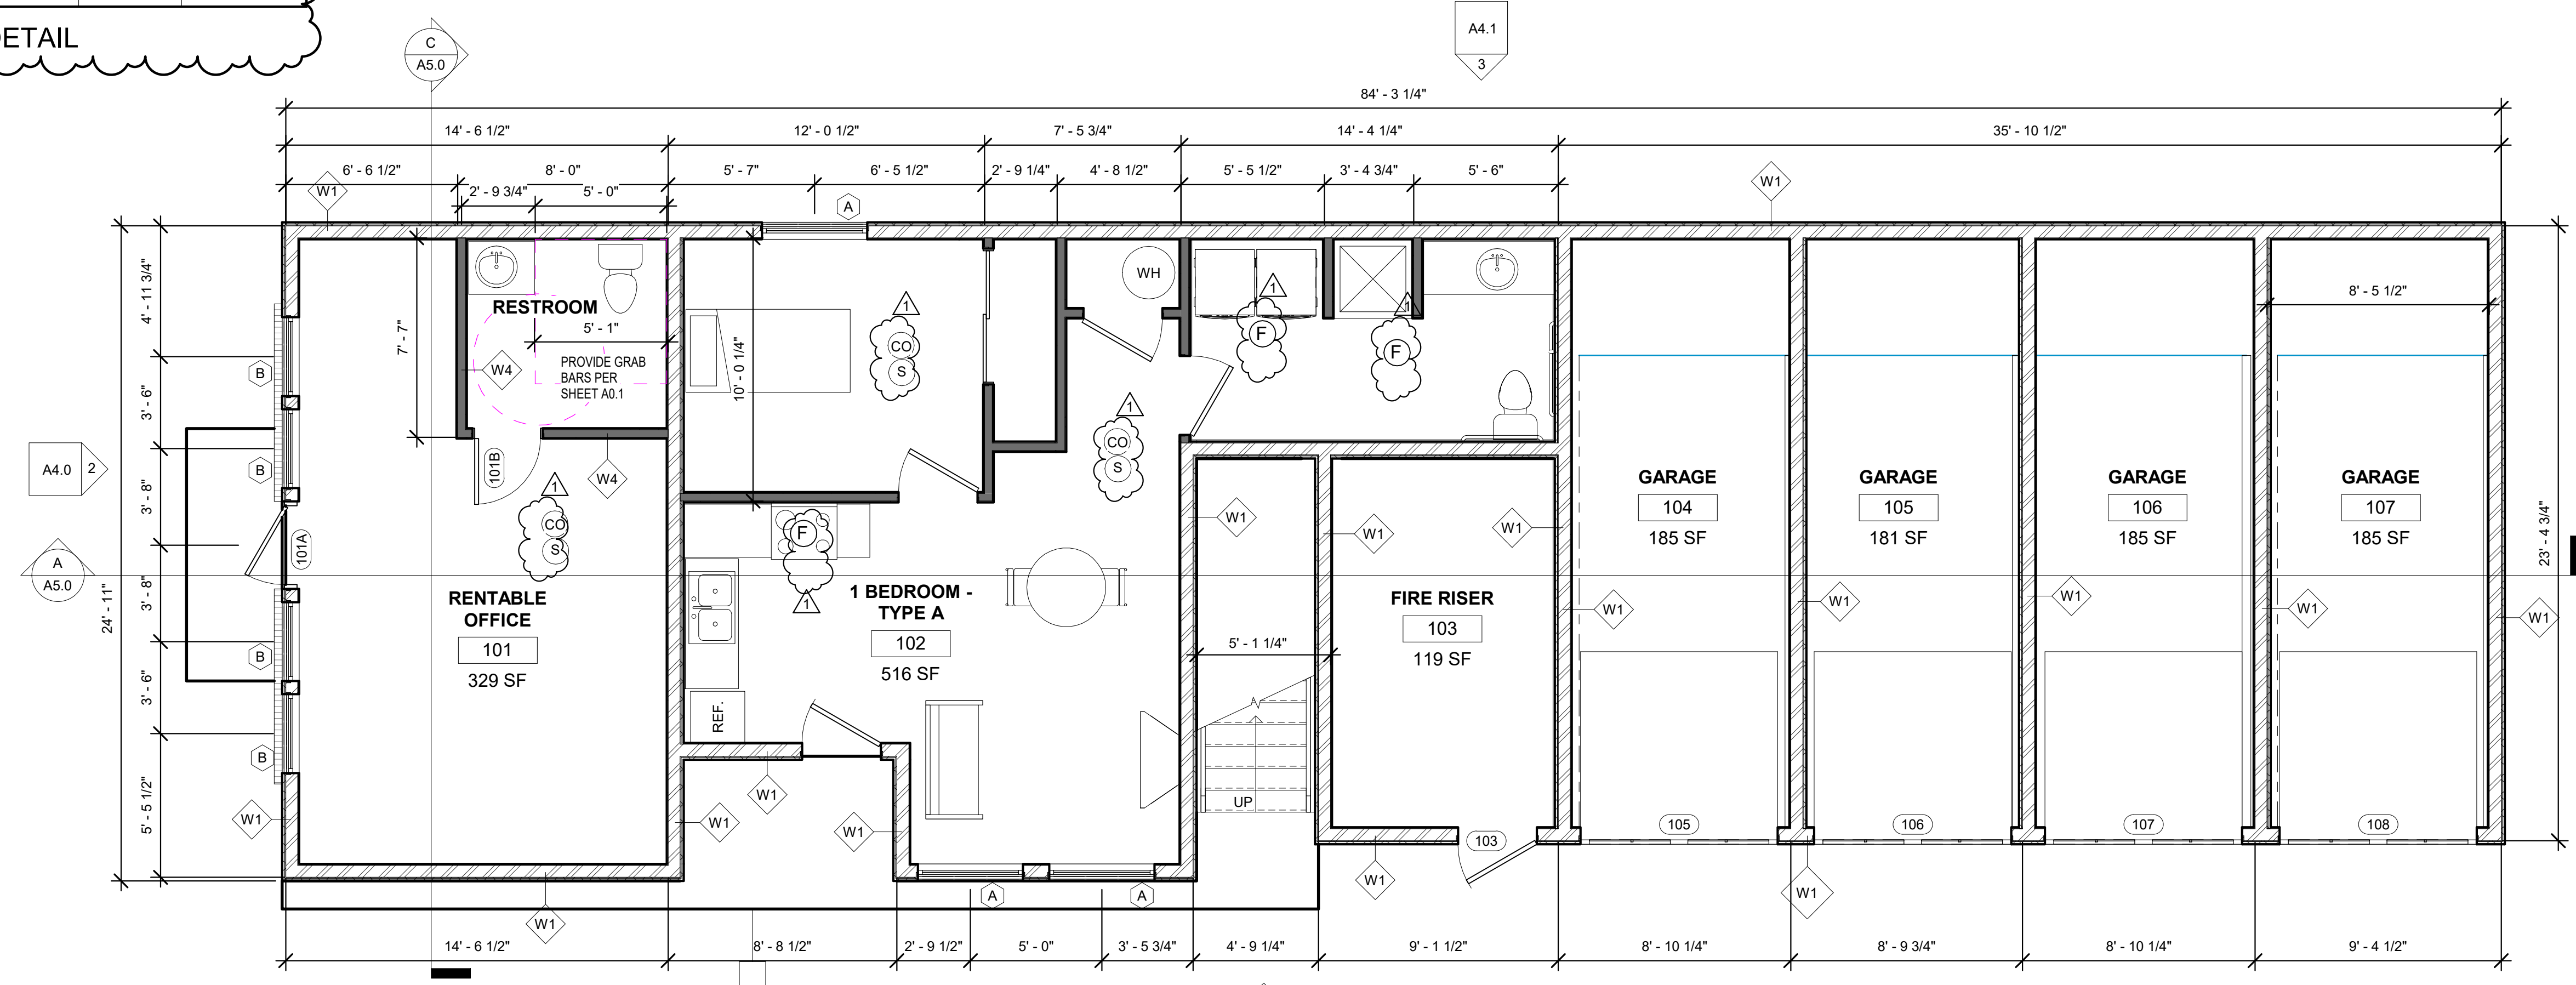 DETAIL
C
A5.0
A4.1
3
84' - 3 1/4"
14' - 6 1/2"
12' - 0 1/2"
7' - 5 3/4"
14' - 4 1/4"
35' - 10 1/2"
6' - 6 1/2"
8' - 0"
5' - 7"
6' - 5 1/2"
2' - 9 1/4"
4' - 8 1/2"
5' - 5 1/2"
3' - 4 3/4"
5' - 6"
W1
2' - 9 3/4"
5' - 0"
A
W1
4' - 11 3/4"
3' - 6"
3' - 8"
3' - 8"
3' - 6"
5' - 5 1/2"
24' - 11"
B
B
B
B
A4.0
2
A
A5.0
W1
7' - 7"
RESTROOM
5' - 1"
PROVIDE GRAB
BARS PER
SHEET A0.1
W4
W4
101B
101A
1
CO
S
RENTABLE
OFFICE
101
329 SF
10' - 0 1/4"
1
CO
S
WH
1
CO
S
1
F
1
F
F
1
1 BEDROOM -
TYPE A
102
516 SF
REF.
W1
W1
W1
W1
W1
W1
5' - 1 1/4"
UP
FIRE RISER
103
119 SF
103
W1
W1
GARAGE
104
185 SF
GARAGE
105
181 SF
GARAGE
106
185 SF
GARAGE
107
185 SF
8' - 5 1/2"
W1
W1
W1
W1
W1
23' - 4 3/4"
105
106
107
108
W1
W1
A
A
14' - 6 1/2"
8' - 8 1/2"
2' - 9 1/2"
5' - 0"
3' - 5 3/4"
4' - 9 1/4"
9' - 1 1/2"
8' - 10 1/4"
8' - 9 3/4"
8' - 10 1/4"
9' - 4 1/2"